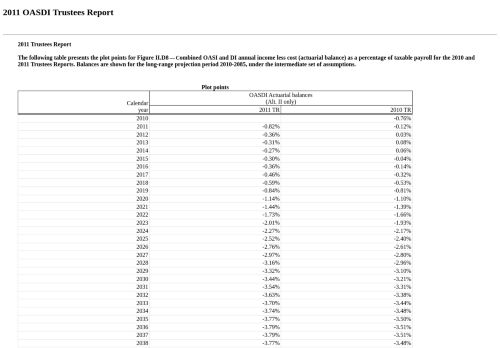 2011 OASDI Trustees Report
2011 Trustees Report
The following table presents the plot points for Figure II.D8—Combined OASI and DI annual income less cost (actuarial balance) as a percentage of taxable payroll for the 2010 and
2011 Trustees Reports. Balances are shown for the long-range projection period 2010-2085, under the intermediate set of assumptions.
Plot points
Calendar year OASDI Actuarial balances
(Alt. II only)
2011 TR 2010 TR
2010 -0.76%
2011 -0.82% -0.12%
2012 -0.36% 0.03%
2013 -0.31% 0.08%
2014 -0.27% 0.06%
2015 -0.30% -0.04%
2016 -0.36% -0.14%
2017 -0.46% -0.32%
2018 -0.59% -0.53%
2019 -0.84% -0.81%
2020 -1.14% -1.10%
2021 -1.44% -1.39%
2022 -1.73% -1.66%
2023 -2.01% -1.93%
2024 -2.27% -2.17%
2025 -2.52% -2.40%
2026 -2.76% -2.61%
2027 -2.97% -2.80%
2028 -3.16% -2.96%
2029 -3.32% -3.10%
2030 -3.44% -3.21%
2031 -3.54% -3.31%
2032 -3.63% -3.38%
2033 -3.70% -3.44%
2034 -3.74% -3.48%
2035 -3.77% -3.50%
2036 -3.79% -3.51%
2037 -3.79% -3.51%
2038 -3.77% -3.48%